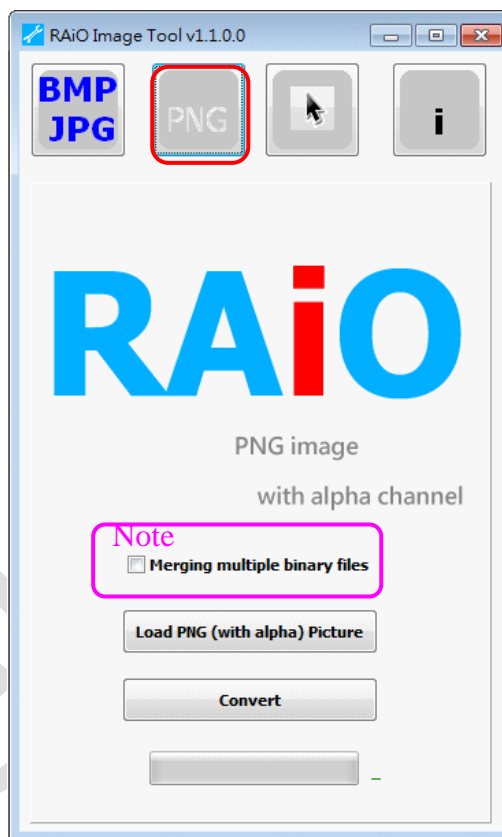 RAiO Image Tool v1.1.0.0
BMP
JPG
PNG
i
RAiO
PNG image
with alpha channel
Note
Merging multiple binary files
Load PNG (with alpha) Picture
Convert
_